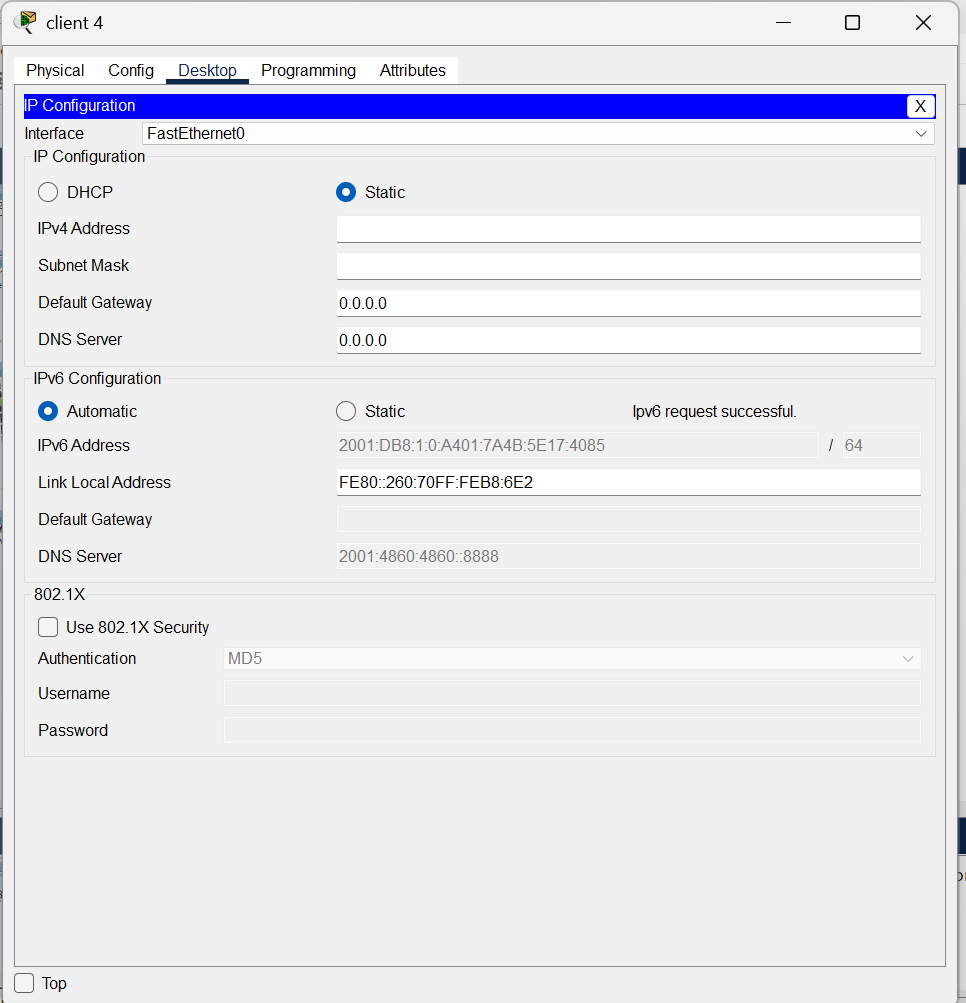 client 4
Physical Config Desktop Programming Attributes
IP Configuration X
Interface FastEthernet0
IP Configuration
DHCP Static
IPv4 Address
Subnet Mask
Default Gateway 0.0.0.0
DNS Server 0.0.0.0
IPv6 Configuration
Automatic Static Ipv6 request successful.
IPv6 Address 2001:DB8:1:0:A401:7A4B:5E17:4085 / 64
Link Local Address FE80::260:70FF:FEB8:6E2
Default Gateway
DNS Server 2001:4860:4860::8888
802.1X
Use 802.1X Security
Authentication MD5
Username
Password
Top